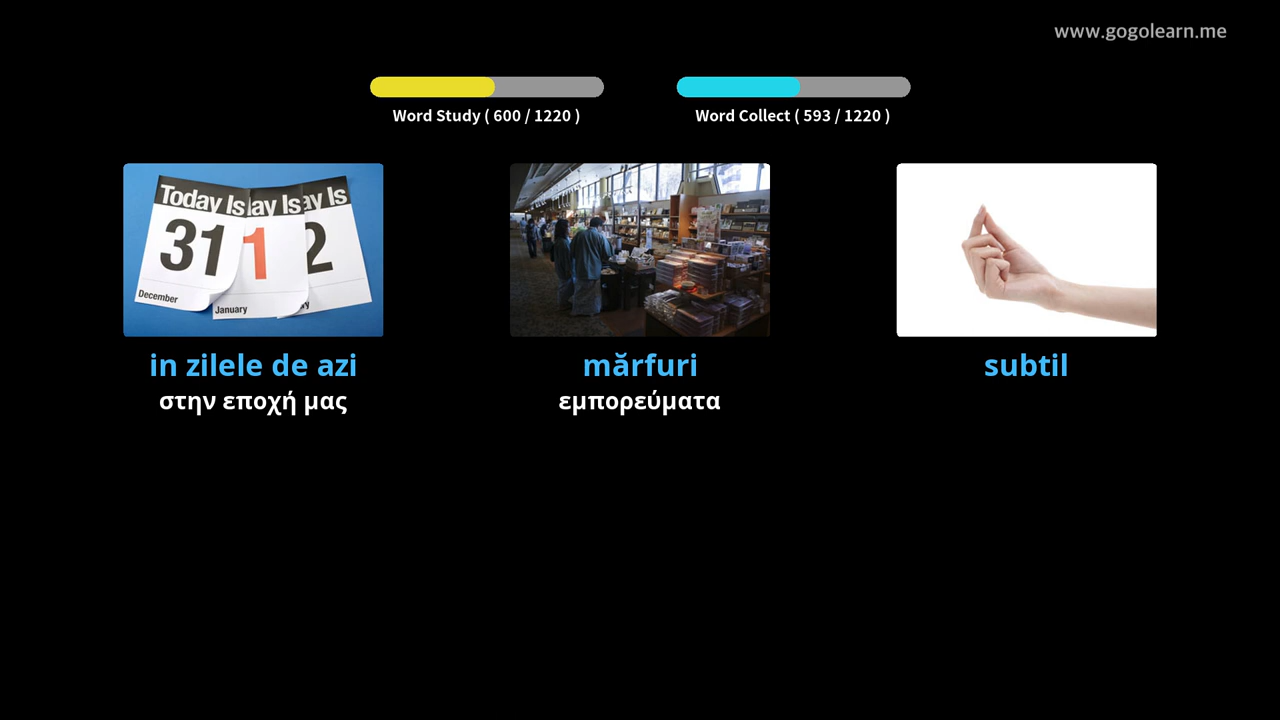 www.gogolearn.me
Word Study ( 600 / 1220 )
Word Collect ( 593 / 1220 )
Today Is
ay Is
ay Is
31
1
2
December
January
in zilele de azi
mărfuri
subtil
στην εποχή μας
εμπορεύματα